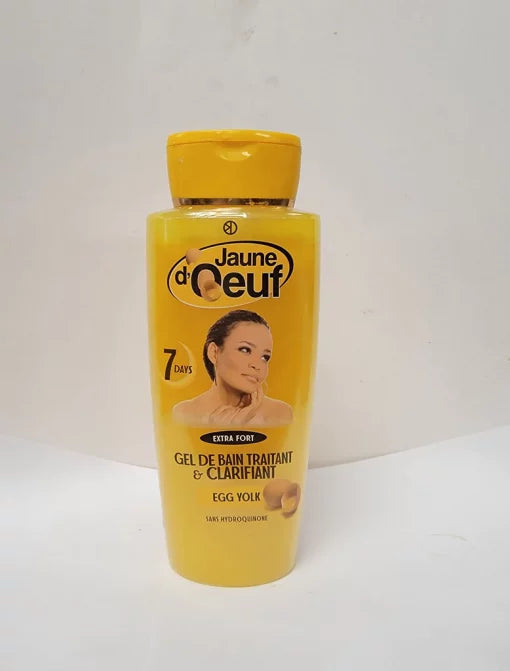 Jaune
d'Oeuf
7 DAYS
EXTRA FORT
GEL DE BAIN TRAITANT
& CLARIFIANT
EGG YOLK
SANS HYDROQUINONE